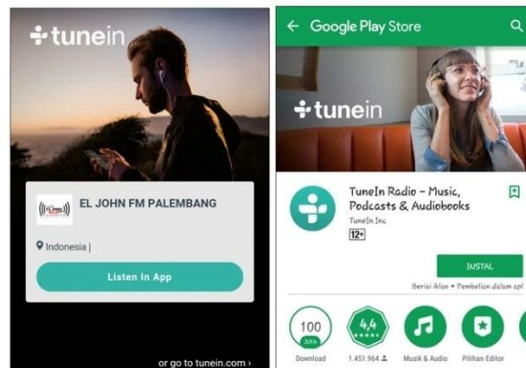 tunein
EL JOHN FM PALEMBANG
Indonesia |
Listen In App
or go to tunein.com ›
Google Play Store
tunein
TuneIn Radio - Music,
Podcasts & Audiobooks
TuneIn Inc
12+
INSTAL
Berisi iklan • Pembelian dalam apl
100
JUTA
Download
4,4
1.451.964
Musik & Audio
Pilihan Editor